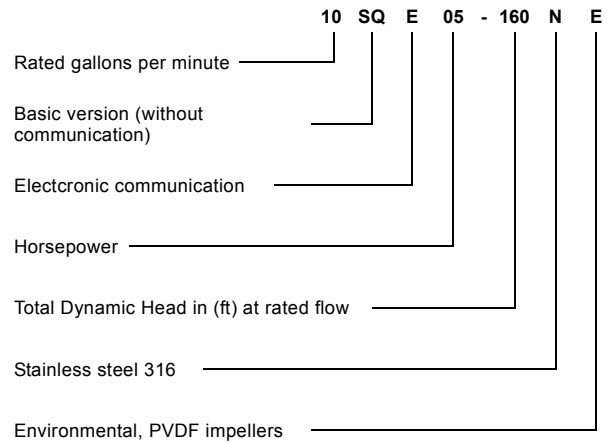 10 SQ E 05 - 160 N E
Rated gallons per minute
Basic version (without
communication)
Electcronic communication
Horsepower
Total Dynamic Head in (ft) at rated flow
Stainless steel 316
Environmental, PVDF impellers